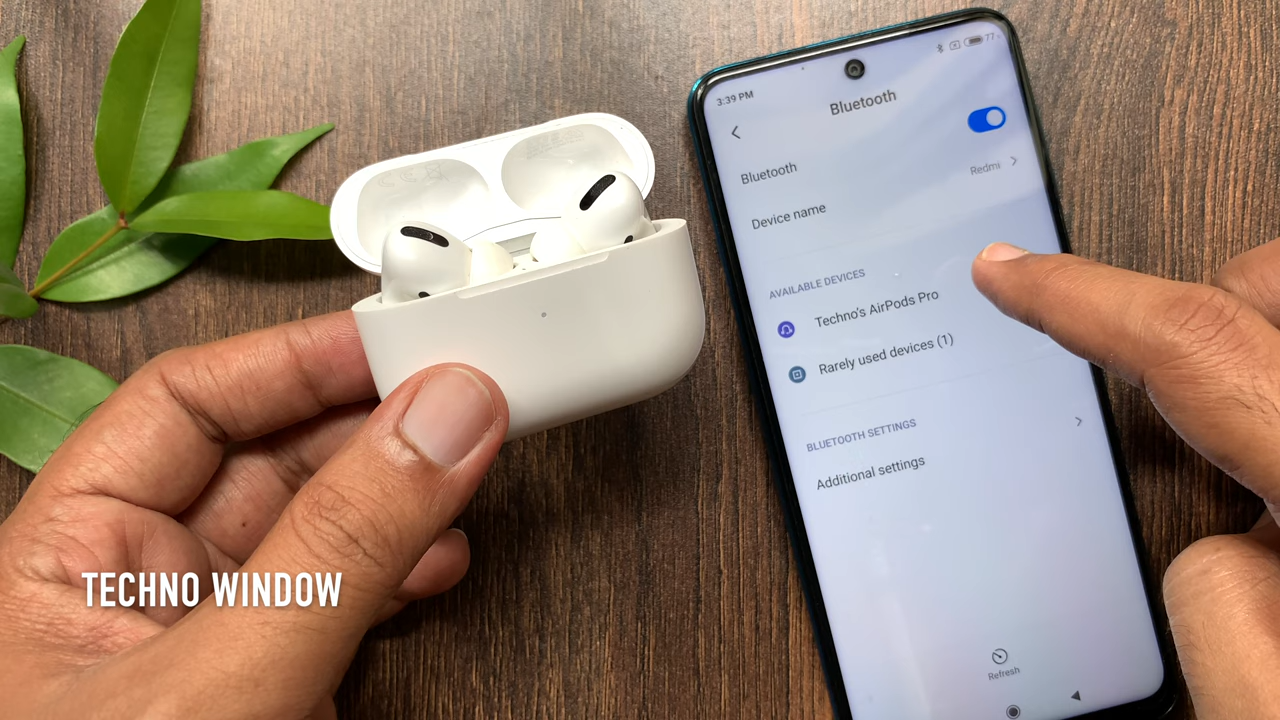 3:39 PM
77
Bluetooth
Bluetooth
Device name
Redmi
AVAILABLE DEVICES
Techno's AirPods Pro
Rarely used devices (1)
BLUETOOTH SETTINGS
Additional settings
Refresh
TECHNO WINDOW